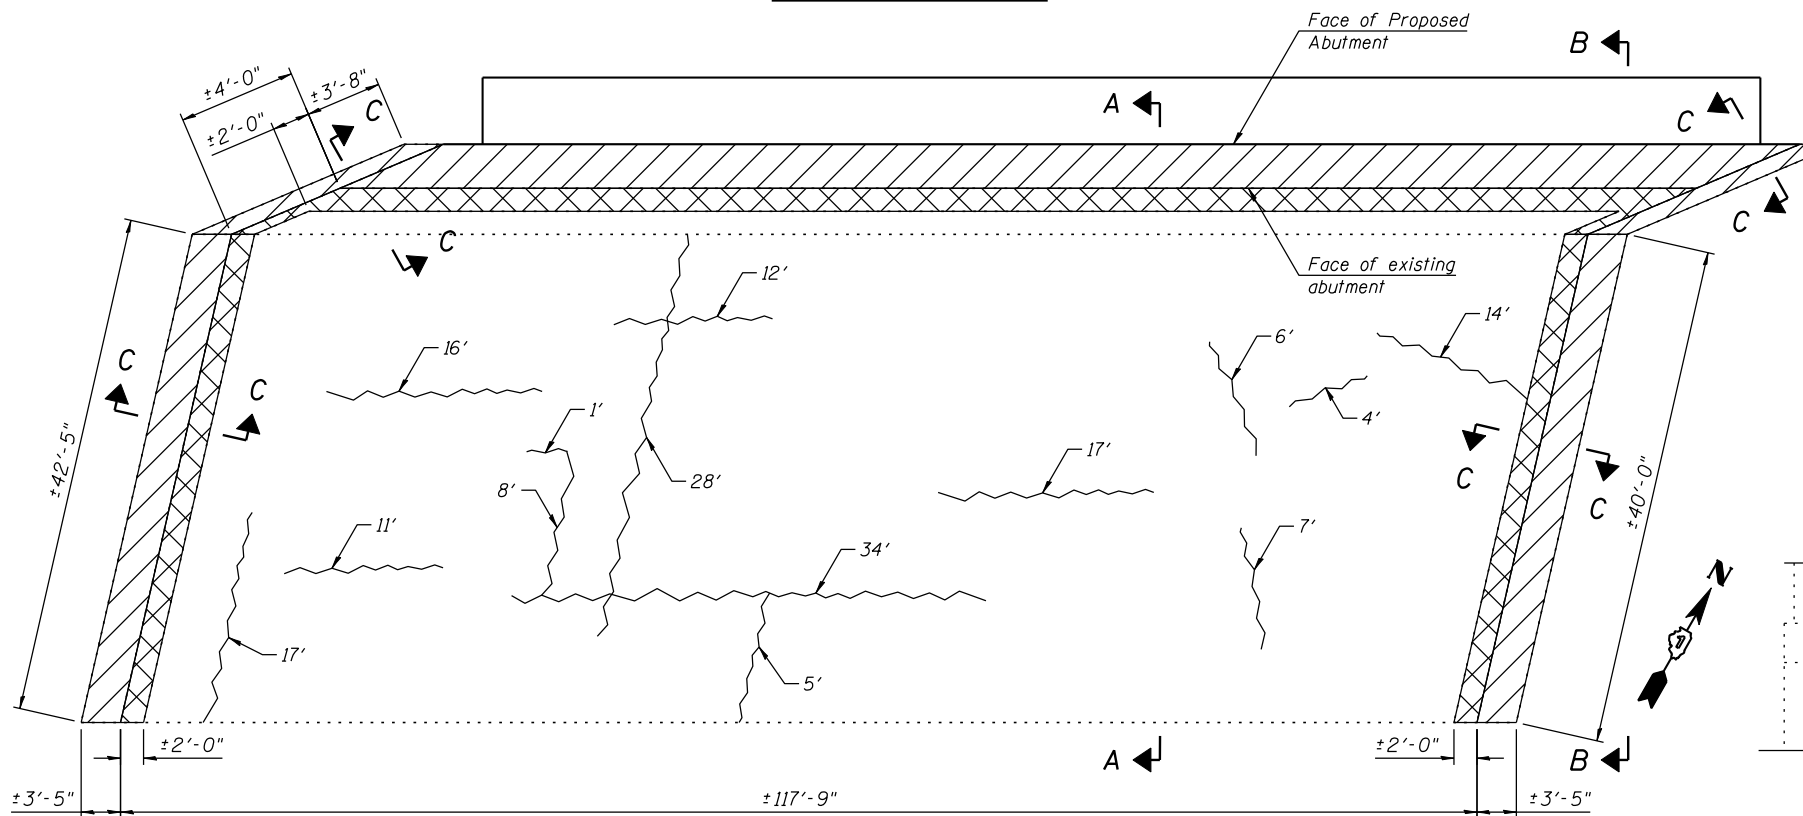 Face of Proposed
Abutment
B
±4'-0"
±3'-8"
±2'-0"
C
A
C
C
C
Face of existing
abutment
12'
14'
6'
16'
4'
C
C
1'
17'
28'
8'
C
C
±42'-5"
±40'-0"
11'
7'
34'
N
17'
5'
±2'-0"
±2'-0"
A
B
±3'-5"
±117'-9"
±3'-5"